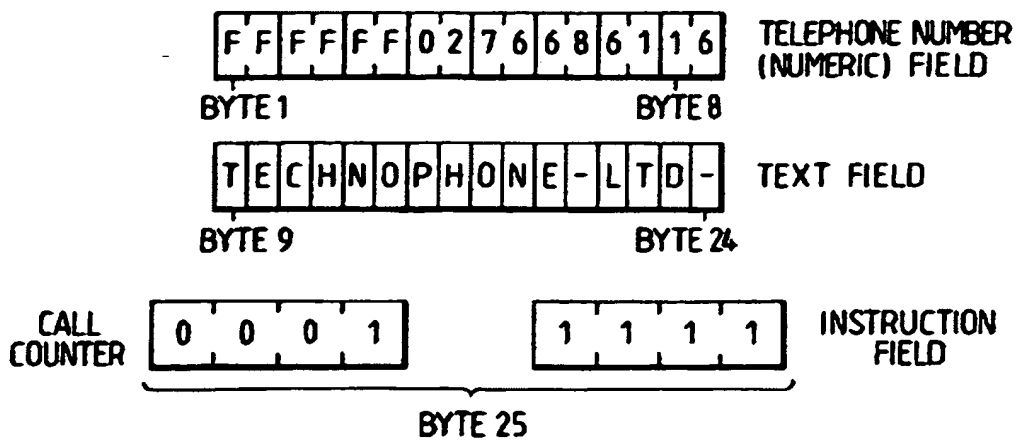 F F F F F F 0 2 7 6 6 8 6 1 1 6 TELEPHONE NUMBER
(NUMERIC) FIELD
BYTE 1 BYTE 8
T E C H N O P H O N E - L T D - TEXT FIELD
BYTE 9 BYTE 24
CALL COUNTER 0 0 0 1 1 1 1 1 INSTRUCTION FIELD
BYTE 25